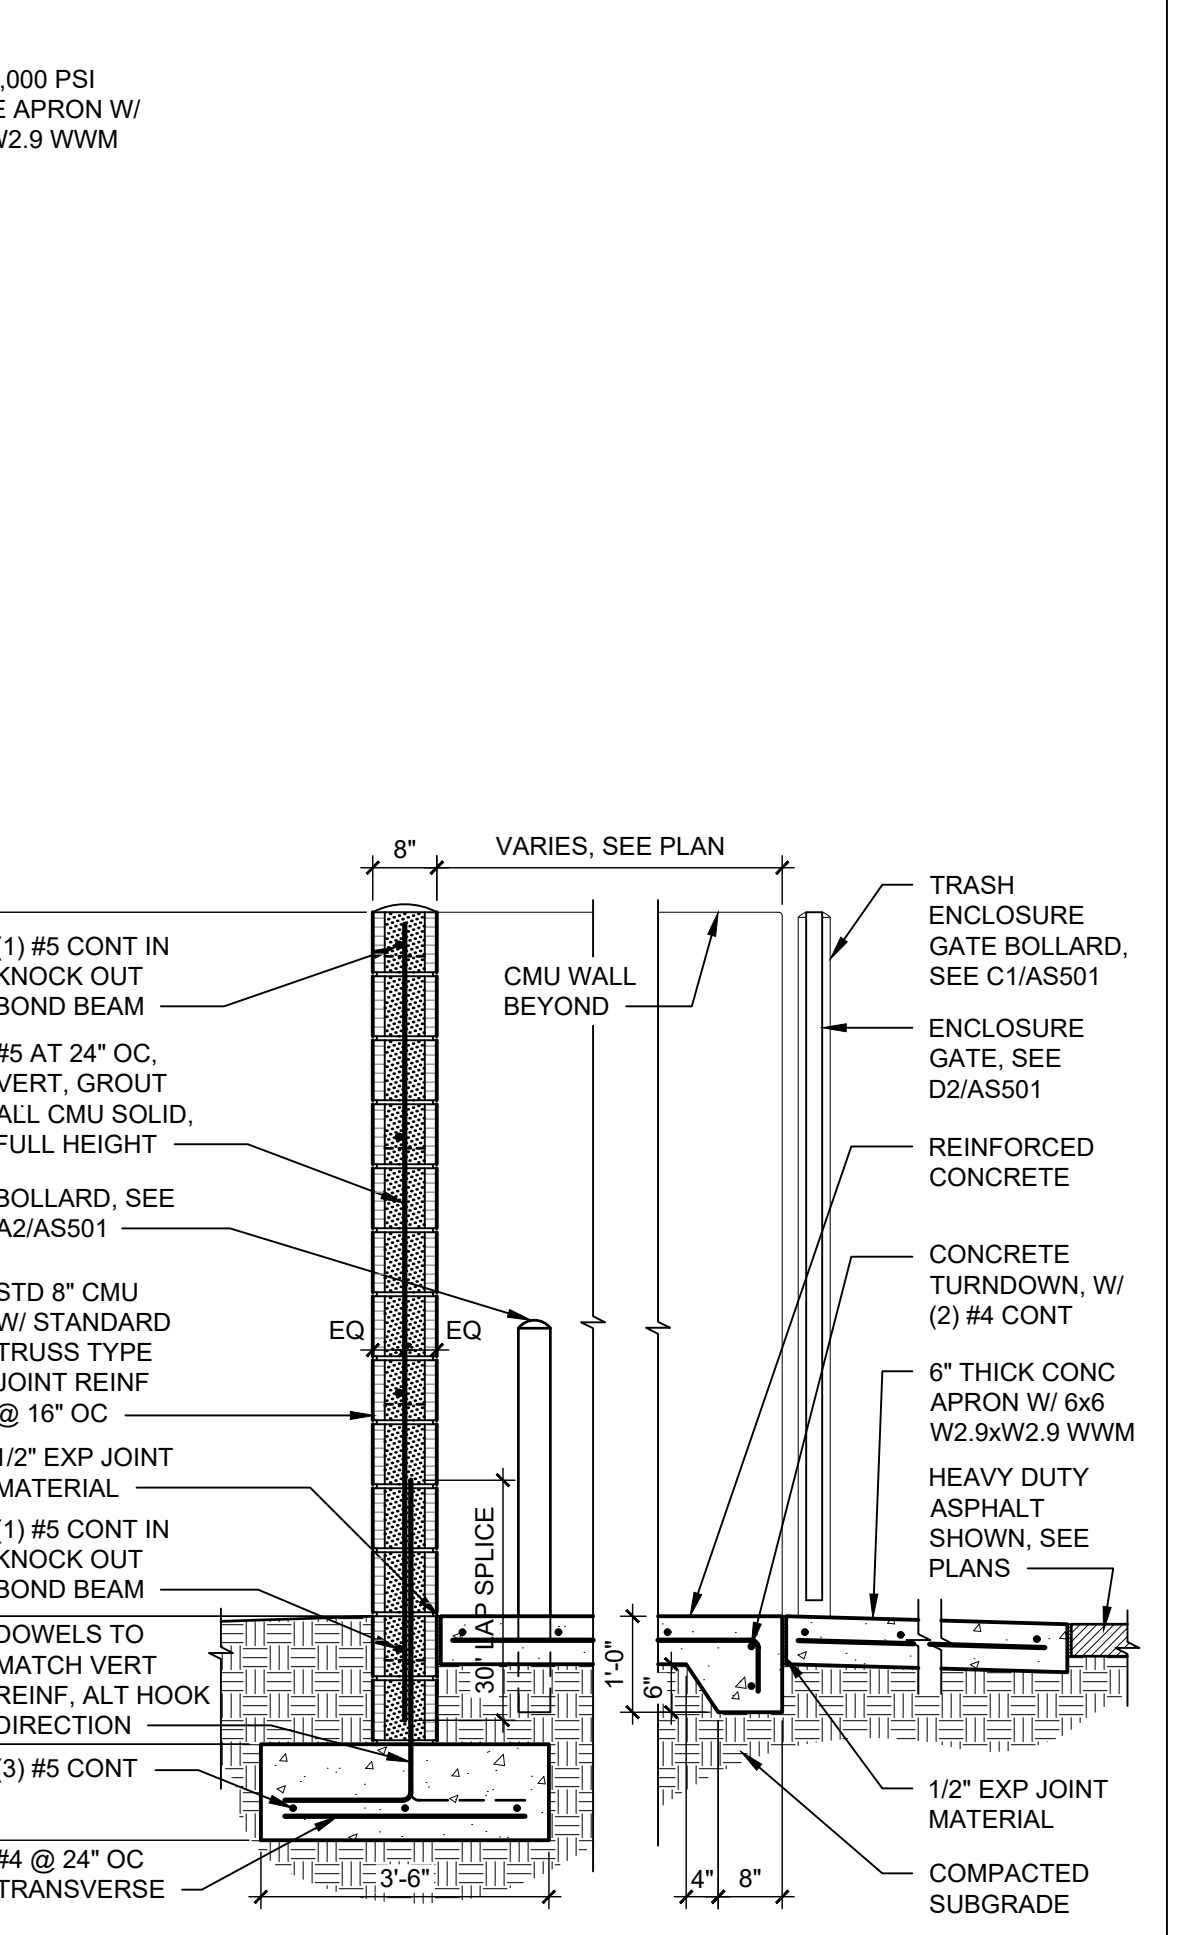 ,000 PSI
E APRON W/
W2.9 WWM
8"
VARIES, SEE PLAN
(1) #5 CONT IN
KNOCK OUT
BOND BEAM
#5 AT 24" OC,
VERT, GROUT
ALL CMU SOLID,
FULL HEIGHT
BOLLARD, SEE
A2/AS501
STD 8" CMU
W/ STANDARD
TRUSS TYPE
JOINT REINF
@ 16" OC
1/2" EXP JOINT
MATERIAL
(1) #5 CONT IN
KNOCK OUT
BOND BEAM
DOWELS TO
MATCH VERT
REINF, ALT HOOK
DIRECTION
(3) #5 CONT
#4 @ 24" OC
TRANSVERSE
EQ
EQ
CMU WALL
BEYOND
30" LAP SPLICE
1'-0"
6"
3'-6"
4"
8"
TRASH
ENCLOSURE
GATE BOLLARD,
SEE C1/AS501
ENCLOSURE
GATE, SEE
D2/AS501
REINFORCED
CONCRETE
CONCRETE
TURNDOWN, W/
(2) #4 CONT
6" THICK CONC
APRON W/ 6x6
W2.9xW2.9 WWM
HEAVY DUTY
ASPHALT
SHOWN, SEE
PLANS
1/2" EXP JOINT
MATERIAL
COMPACTED
SUBGRADE